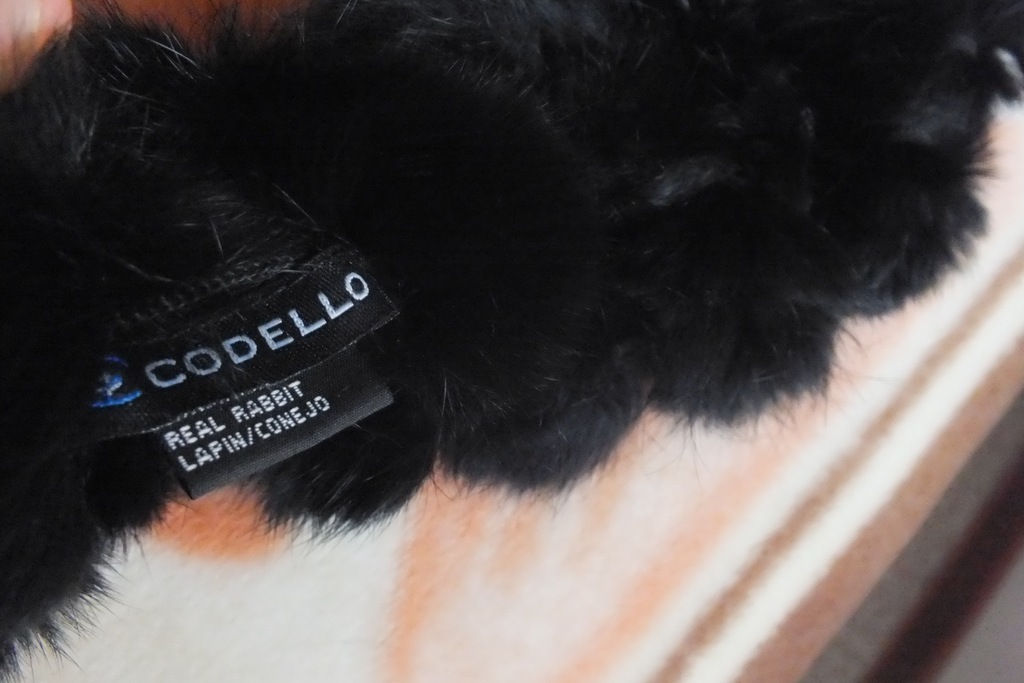 CODELLO
REAL RABBIT
LAPIN/CONEJO